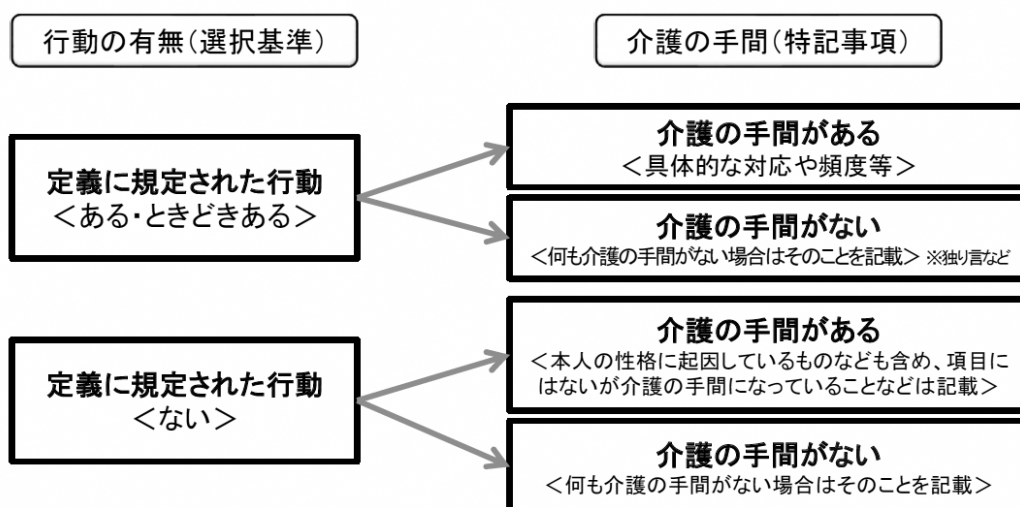 行動の有無(選択基準)
介護の手間(特記事項)
定義に規定された行動
<ある・ときどきある>
介護の手間がある
<具体的な対応や頻度等>
介護の手間がない
<何も介護の手間がない場合はそのことを記載> ※独り言など
定義に規定された行動
<ない>
介護の手間がある
<本人の性格に起因しているものなども含め、項目に
はないが介護の手間になっていることなどは記載>
介護の手間がない
<何も介護の手間がない場合はそのことを記載>